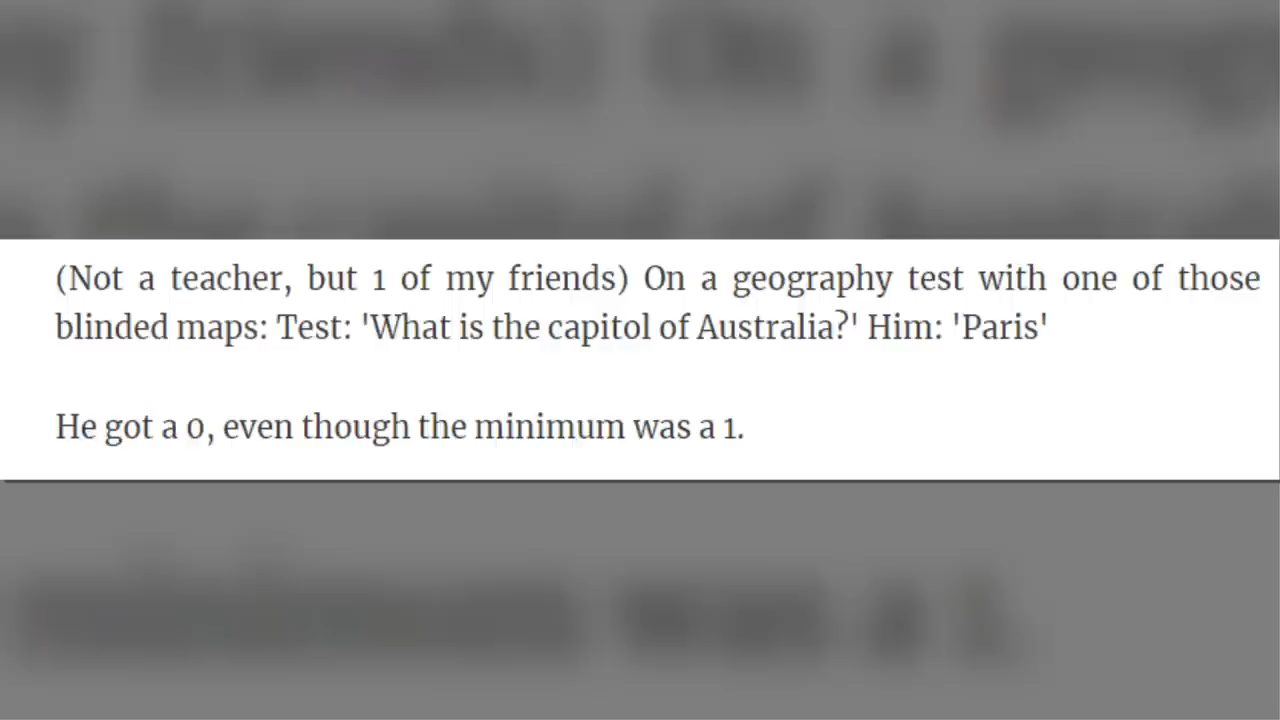 (Not a teacher, but 1 of my friends) On a geography test with one of those
blinded maps: Test: 'What is the capitol of Australia?' Him: 'Paris'
He got a 0, even though the minimum was a 1.